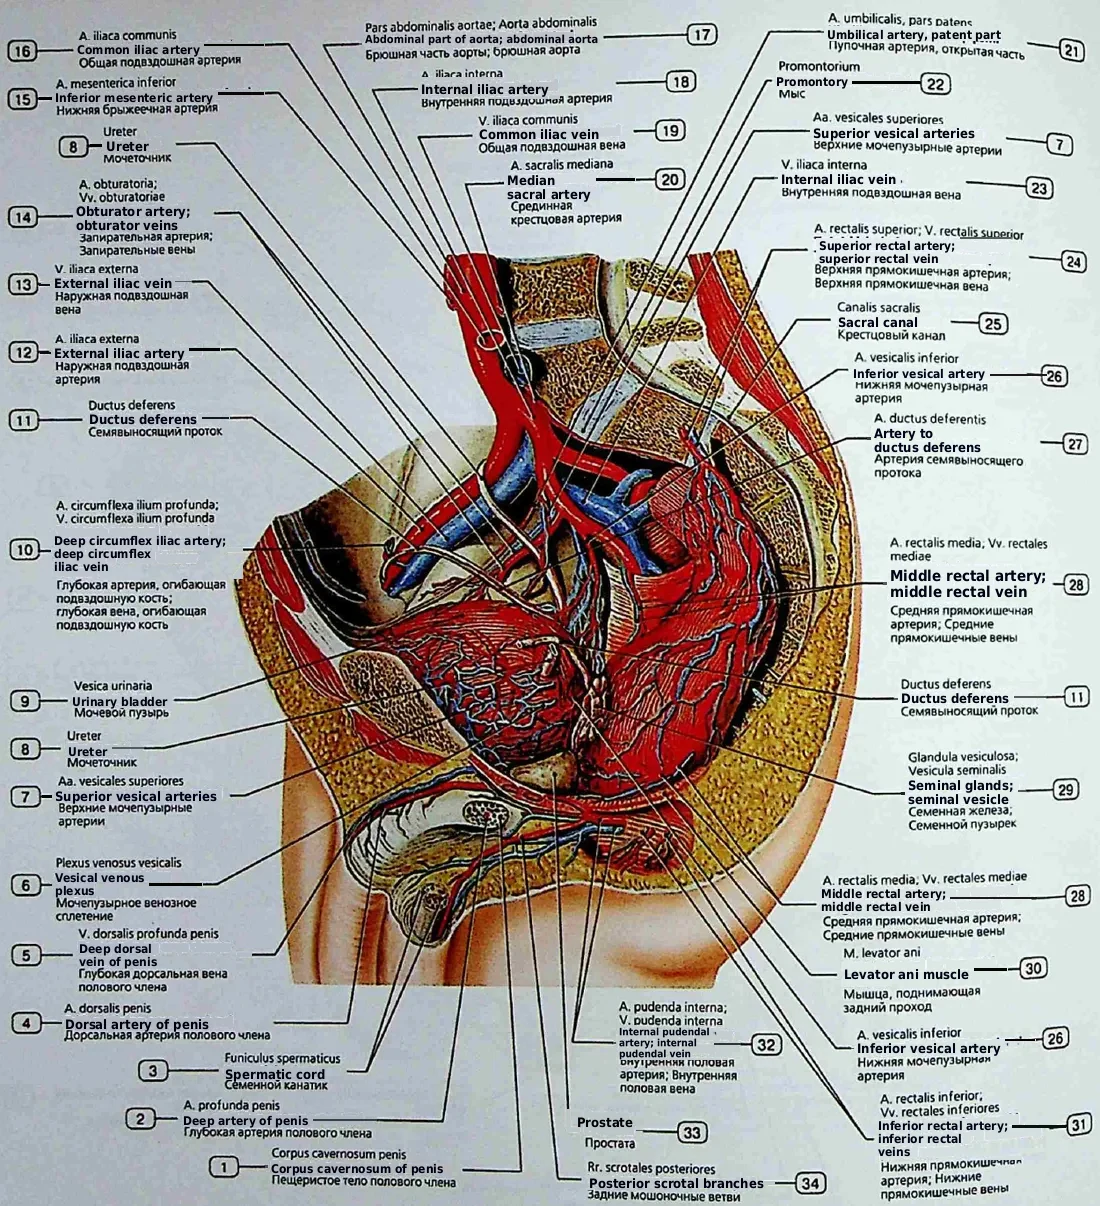 A. iliaca communis
16 Common iliac artery
Общая подвздошная артерия
A. mesenterica inferior
15 Inferior mesenteric artery
Нижняя брыжеечная артерия
Ureter
8 Ureter
Мочеточник
A. obturatoria;
Vv. obturatoriae
14 Obturator artery;
obturator veins
Запирательная артерия;
Запирательные вены
V. iliaca externa
13 External iliac vein
Наружная подвздошная
вена
A. iliaca externa
12 External iliac artery
Наружная подвздошная
артерия
Ductus deferens
11 Ductus deferens
Семявыносящий проток
A. circumflexa ilium profunda;
V. circumflexa ilium profunda
10 Deep circumflex iliac artery;
deep circumflex
iliac vein
Глубокая артерия, огибающая
подвздошную кость;
глубокая вена, огибающая
подвздошную кость
Vesica urinaria
9 Urinary bladder
Мочевой пузырь
Ureter
8 Ureter
Мочеточник
Aa. vesicales superiores
7 Superior vesical arteries
Верхние мочепузырные
артерии
Plexus venosus vesicalis
6 Vesical venous
plexus
Мочепузырное венозное
сплетение
V. dorsalis profunda penis
5 Deep dorsal
vein of penis
Глубокая дорсальная вена
полового члена
A. dorsalis penis
4 Dorsal artery of penis
Дорсальная артерия полового члена
Funiculus spermaticus
3 Spermatic cord
Семенной канатик
A. profunda penis
2 Deep artery of penis
Глубокая артерия полового члена
Corpus cavernosum penis
1 Corpus cavernosum of penis
Пещеристое тело полового члена
Pars abdominalis aortae; Aorta abdominalis
Abdominal part of aorta; abdominal aorta 17
Брюшная часть аорты; брюшная аорта
A. iliaca interna
Internal iliac artery 18
Внутренняя подвздошная артерия
V. iliaca communis
Common iliac vein 19
Общая подвздошная вена
A. sacralis mediana
Median 20
sacral artery
Срединная
крестцовая артерия
A. umbilicalis, pars patens
Umbilical artery, patent part 21
Пупочная артерия, открытая часть
Promontorium
Promontory 22
Мыс
Aa. vesicales superiores
Superior vesical arteries 7
Верхние мочепузырные артерии
V. iliaca interna
Internal iliac vein 23
Внутренняя подвздошная вена
A. rectalis superior; V. rectalis superior
Superior rectal artery;
superior rectal vein 24
Верхняя прямокишечная артерия;
Верхняя прямокишечная вена
Canalis sacralis
Sacral canal 25
Крестцовый канал
A. vesicalis inferior
Inferior vesical artery 26
Нижняя мочепузырная
артерия
A. ductus deferentis
Artery to
ductus deferens 27
Артерия семявыносящего
протока
A. rectalis media; Vv. rectales
mediae
Middle rectal artery;
middle rectal vein 28
Средняя прямокишечная
артерия; Средние
прямокишечные вены
Ductus deferens
Ductus deferens 11
Семявыносящий проток
Glandula vesiculosa;
Vesicula seminalis
Seminal glands;
seminal vesicle 29
Семенная железа;
Семенной пузырек
A. rectalis media; Vv. rectales mediae
Middle rectal artery; 28
middle rectal vein
Средняя прямокишечная артерия;
Средние прямокишечные вены
M. levator ani
Levator ani muscle 30
Мышца, поднимающая
задний проход
A. vesicalis inferior
Inferior vesical artery 26
Нижняя мочепузырная
артерия
A. rectalis inferior;
Vv. rectales inferiores
Inferior rectal artery; 31
inferior rectal
veins
Нижняя прямокишечная
артерия; Нижние
прямокишечные вены
A. pudenda interna;
V. pudenda interna
Internal pudendal
artery; internal 32
pudendal vein
Внутренняя половая
артерия; Внутренняя
половая вена
Prostate 33
Простата
Rr. scrotales posteriores
Posterior scrotal branches 34
Задние мошоночные ветви